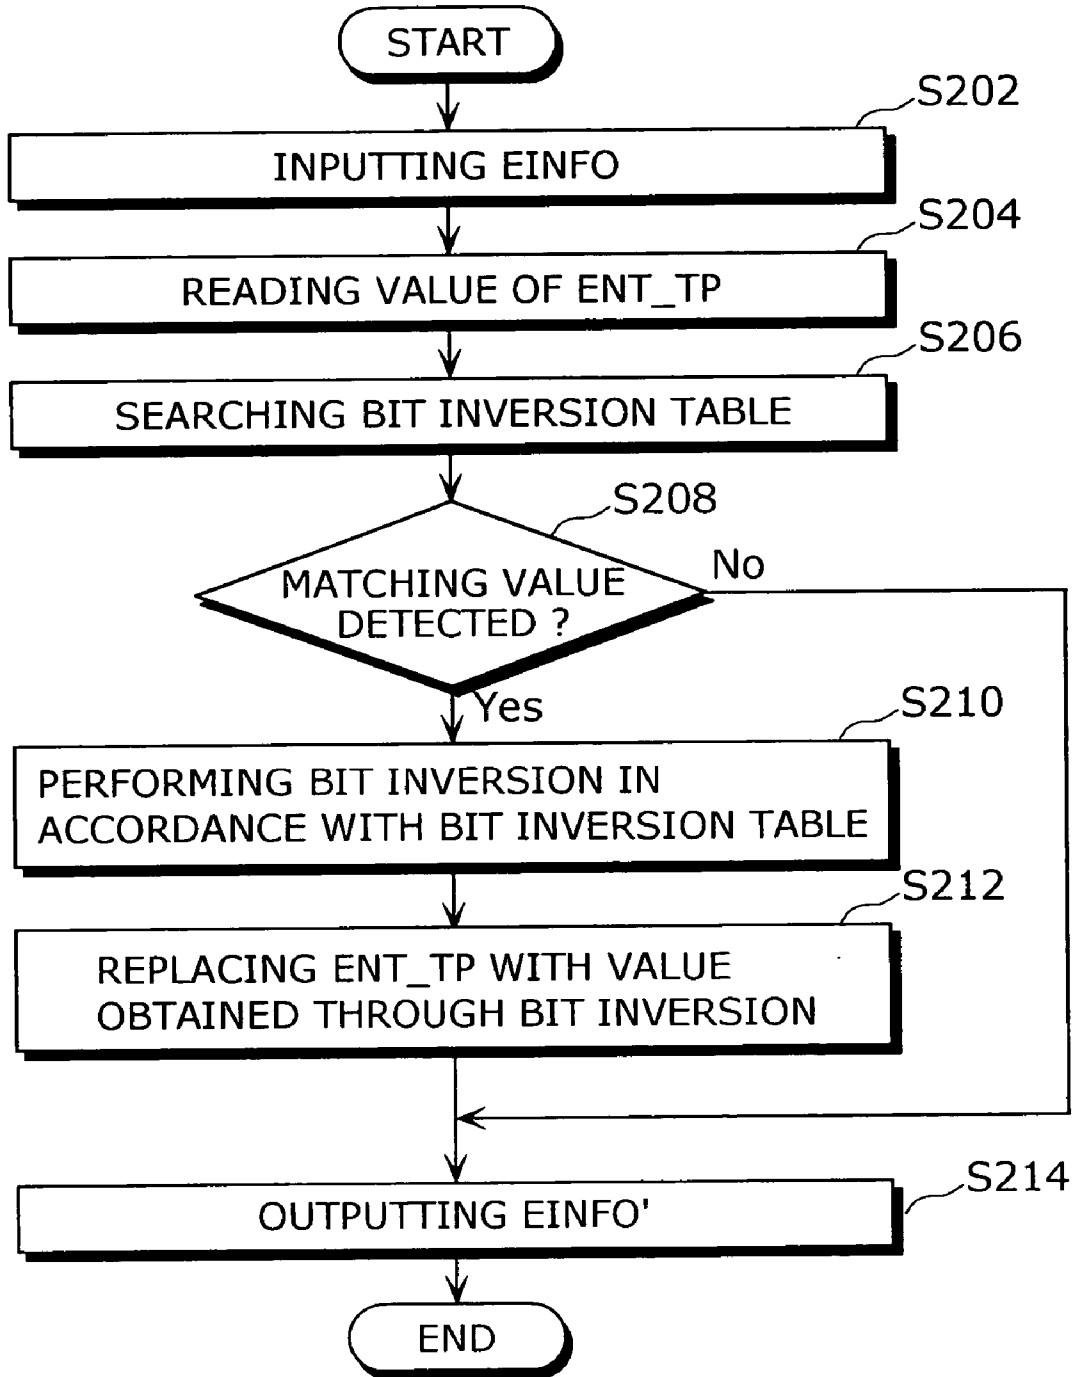 START
S202
INPUTTING EINFO
S204
READING VALUE OF ENT_TP
S206
SEARCHING BIT INVERSION TABLE
S208
MATCHING VALUE
DETECTED ?
No
Yes
S210
PERFORMING BIT INVERSION IN
ACCORDANCE WITH BIT INVERSION TABLE
S212
REPLACING ENT_TP WITH VALUE
OBTAINED THROUGH BIT INVERSION
S214
OUTPUTTING EINFO'
END